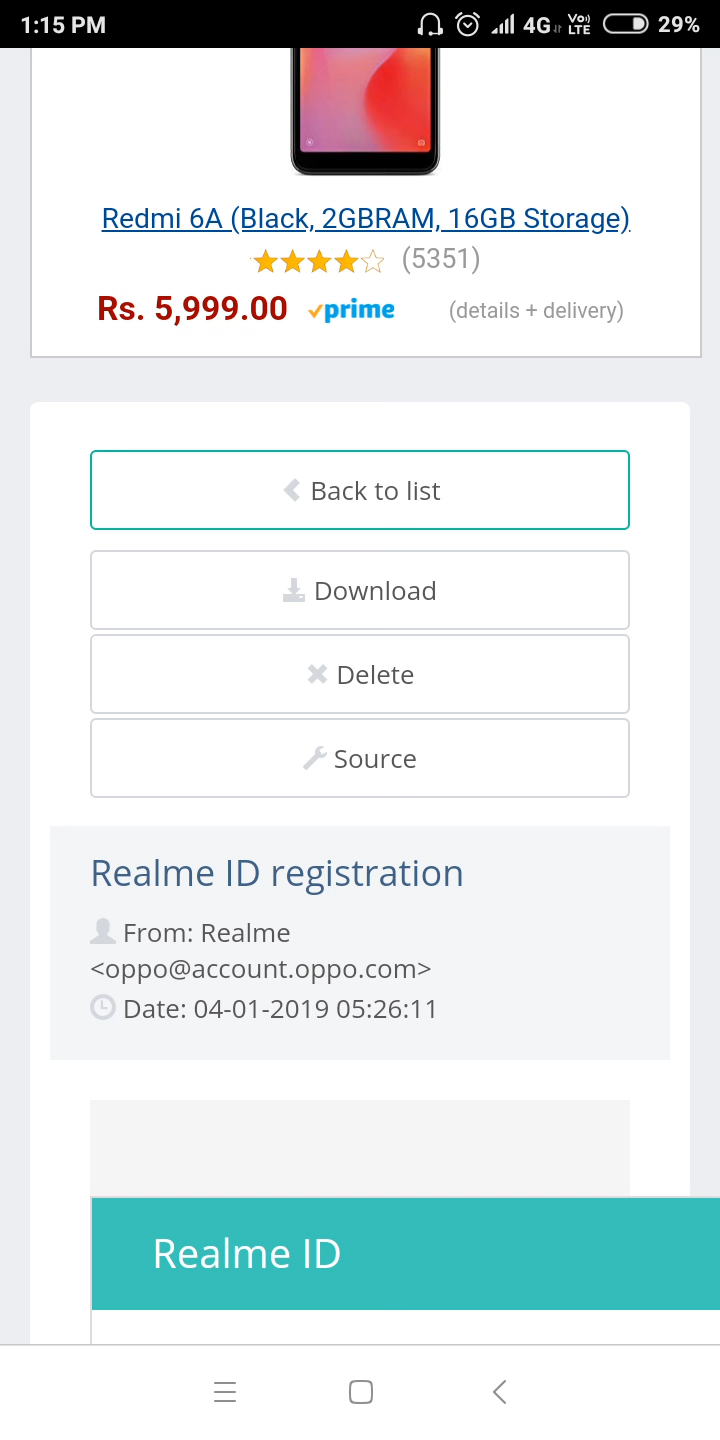 1:15 PM 4G VoLTE 29%
Redmi 6A (Black, 2GBRAM, 16GB Storage)
(5351)
Rs. 5,999.00 prime (details + delivery)
Back to list
Download
Delete
Source
Realme ID registration
From: Realme
<oppo@account.oppo.com>
Date: 04-01-2019 05:26:11
Realme ID